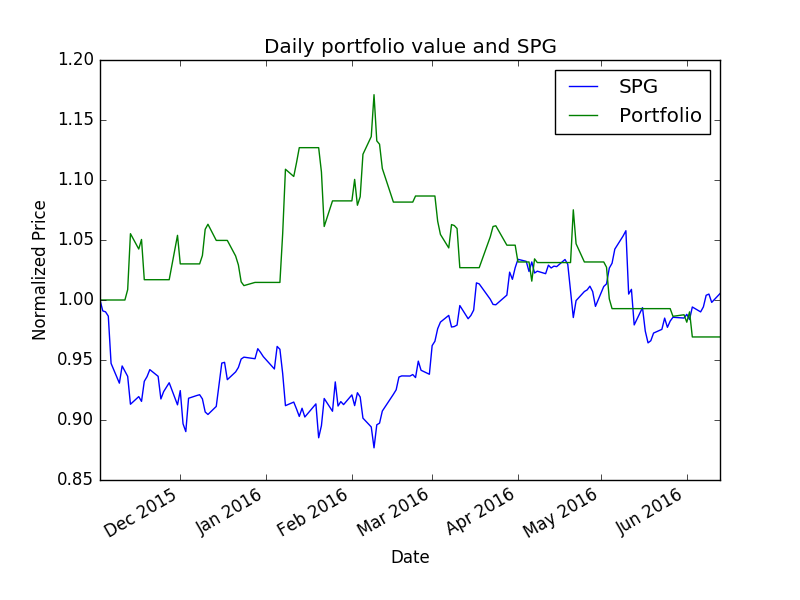 Daily portfolio value and SPG
SPG
Portfolio
1.20
1.15
1.10
1.05
1.00
0.95
0.90
0.85
Normalized Price
Dec 2015
Jan 2016
Feb 2016
Mar 2016
Apr 2016
May 2016
Jun 2016
Date